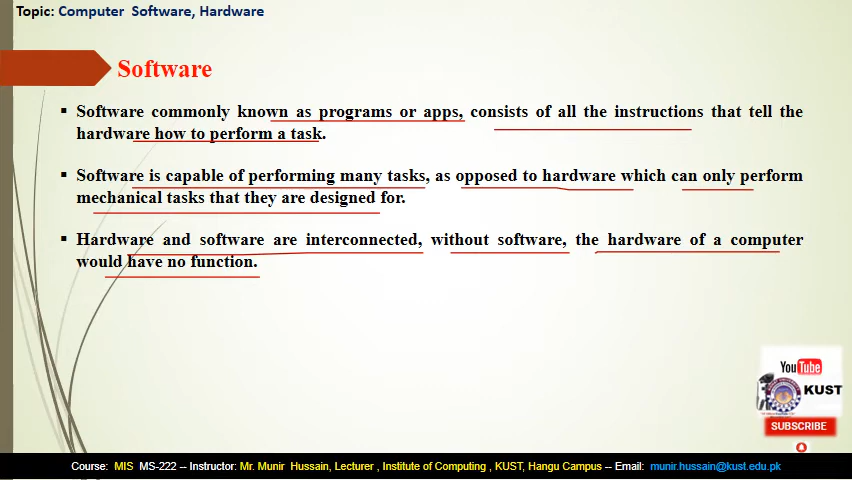 Topic: Computer Software, Hardware
Software
▪ Software commonly known as programs or apps, consists of all the instructions that tell the
hardware how to perform a task.
▪ Software is capable of performing many tasks, as opposed to hardware which can only perform
mechanical tasks that they are designed for.
▪ Hardware and software are interconnected, without software, the hardware of a computer
would have no function.
YouTube
KUST
SUBSCRIBE
Course: MIS MS-222 -- Instructor: Mr. Munir Hussain, Lecturer , Institute of Computing , KUST, Hangu Campus -- Email: munir.hussain@kust.edu.pk